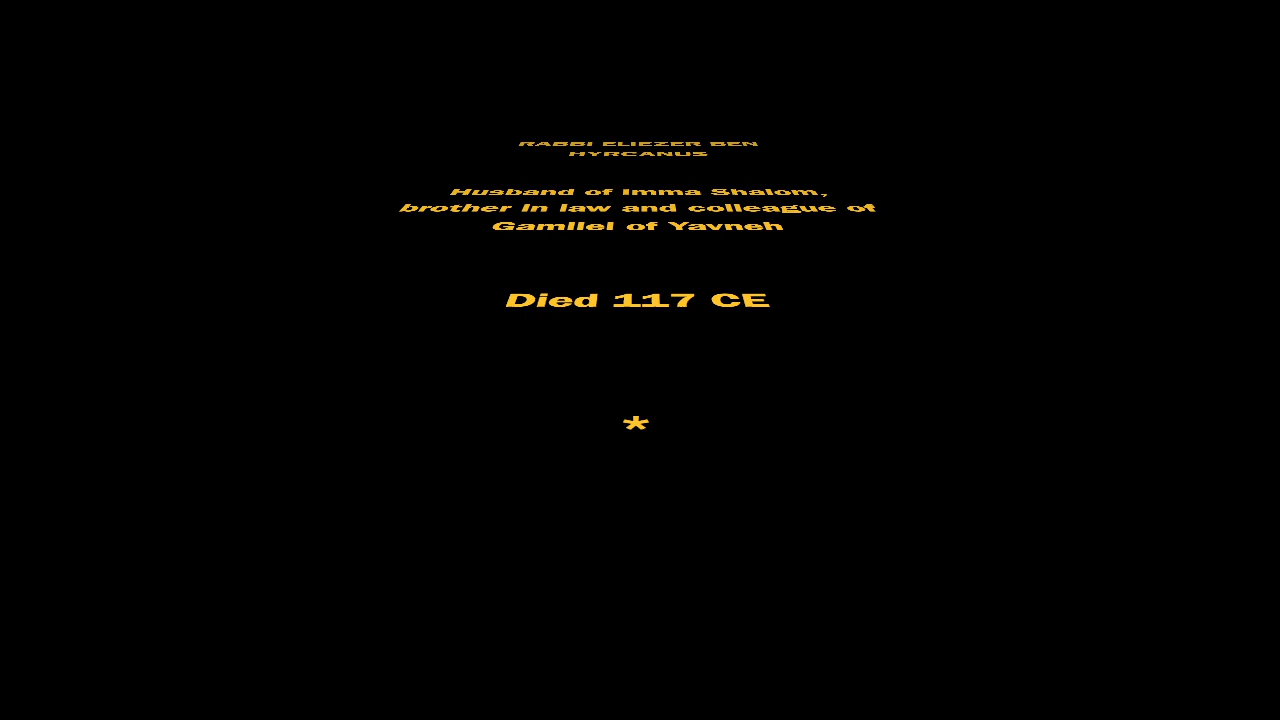 RABBI ELIEZER BEN
HYRCANUS
Husband of Imma Shalom,
brother in law and colleague of
Gamliel of Yavneh
Died 117 CE
*